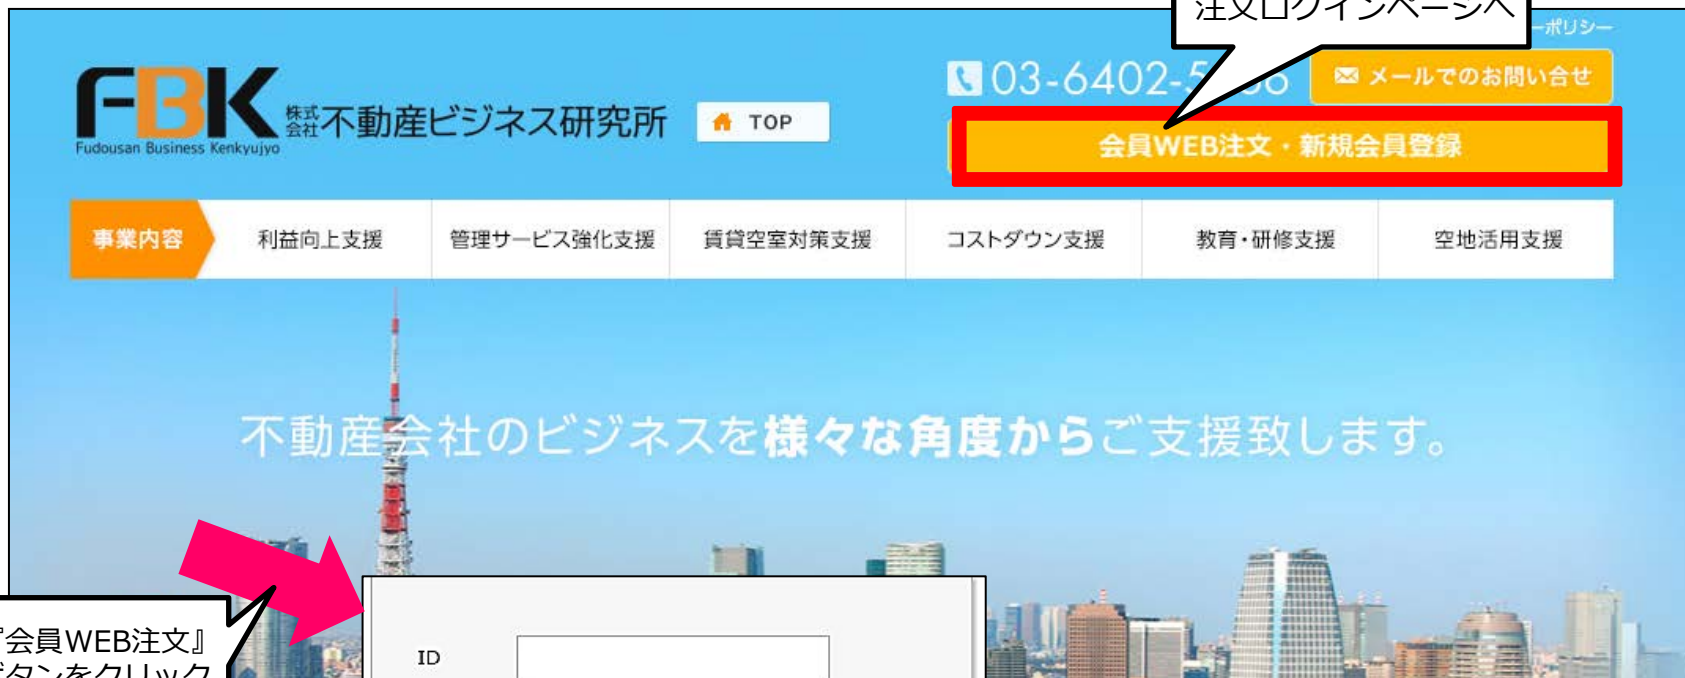 注文ログインページへ
ーポリシー
FBK
Fudousan Business Kenkyujyo
株式会社不動産ビジネス研究所
TOP
03-6402-5
メールでのお問い合せ
会員WEB注文・新規会員登録
事業内容
利益向上支援
管理サービス強化支援
賃貸空室対策支援
コストダウン支援
教育・研修支援
空地活用支援
不動産会社のビジネスを様々な角度からご支援致します。
『会員WEB注文』
ボタンをクリック
ID